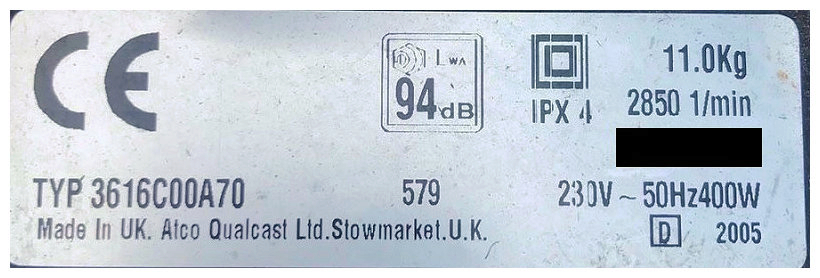 CE
LWA
94dB
IPX 4
11.0Kg
2850 1/min
TYP 3616C00A70
579
230V ~ 50Hz400W
Made In UK. Atco Qualcast Ltd.Stowmarket.U.K.
D
2005